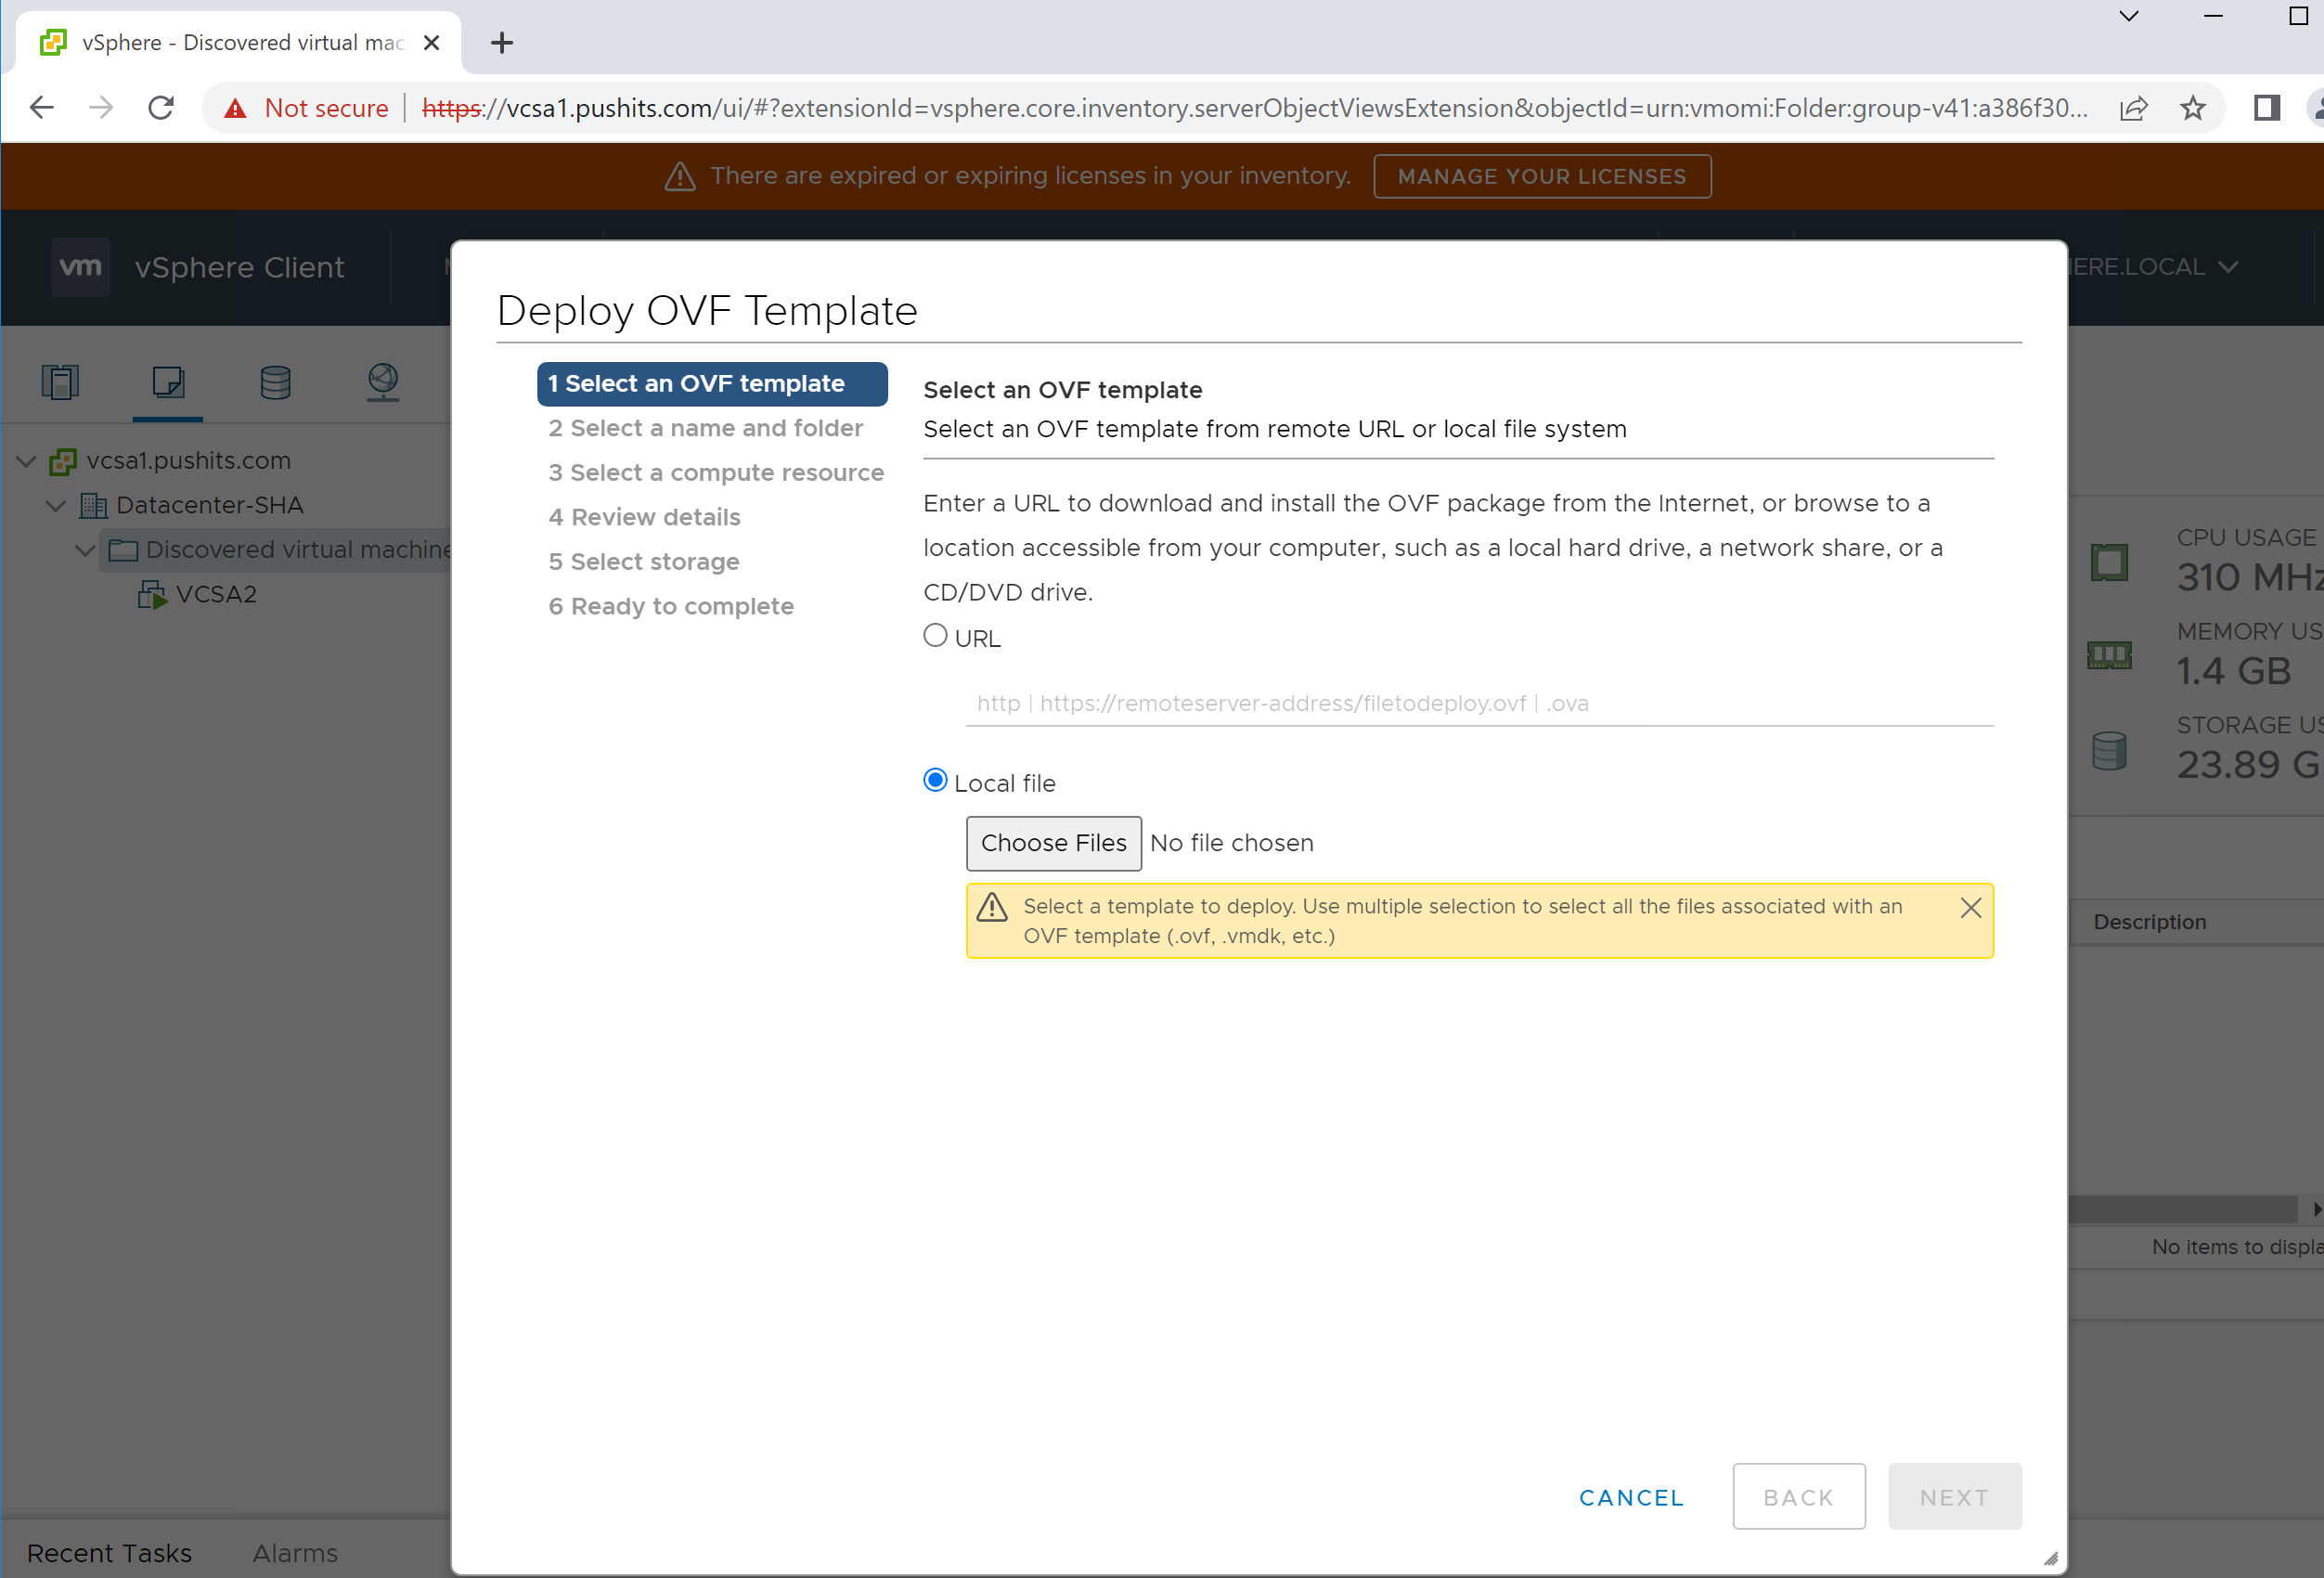 vSphere - Discovered virtual mac
Not secure
https://vcsa1.pushits.com/ui/#?extensionId=vsphere.core.inventory.serverObjectViewsExtension&objectId=urn:vmomi:Folder:group-v41:a386f30...
There are expired or expiring licenses in your inventory.
MANAGE YOUR LICENSES
vm
vSphere Client
ERE.LOCAL
vcsa1.pushits.com
Datacenter-SHA
Discovered virtual machine
VCSA2
Deploy OVF Template
1 Select an OVF template
2 Select a name and folder
3 Select a compute resource
4 Review details
5 Select storage
6 Ready to complete
Select an OVF template
Select an OVF template from remote URL or local file system
Enter a URL to download and install the OVF package from the Internet, or browse to a
location accessible from your computer, such as a local hard drive, a network share, or a
CD/DVD drive.
URL
http | https://remoteserver-address/filetodeploy.ovf | .ova
Local file
Choose Files No file chosen
Select a template to deploy. Use multiple selection to select all the files associated with an
OVF template (.ovf, .vmdk, etc.)
CANCEL
BACK
NEXT
CPU USAGE
310 MHz
MEMORY US
1.4 GB
STORAGE US
23.89 G
Description
No items to displa
Recent Tasks
Alarms